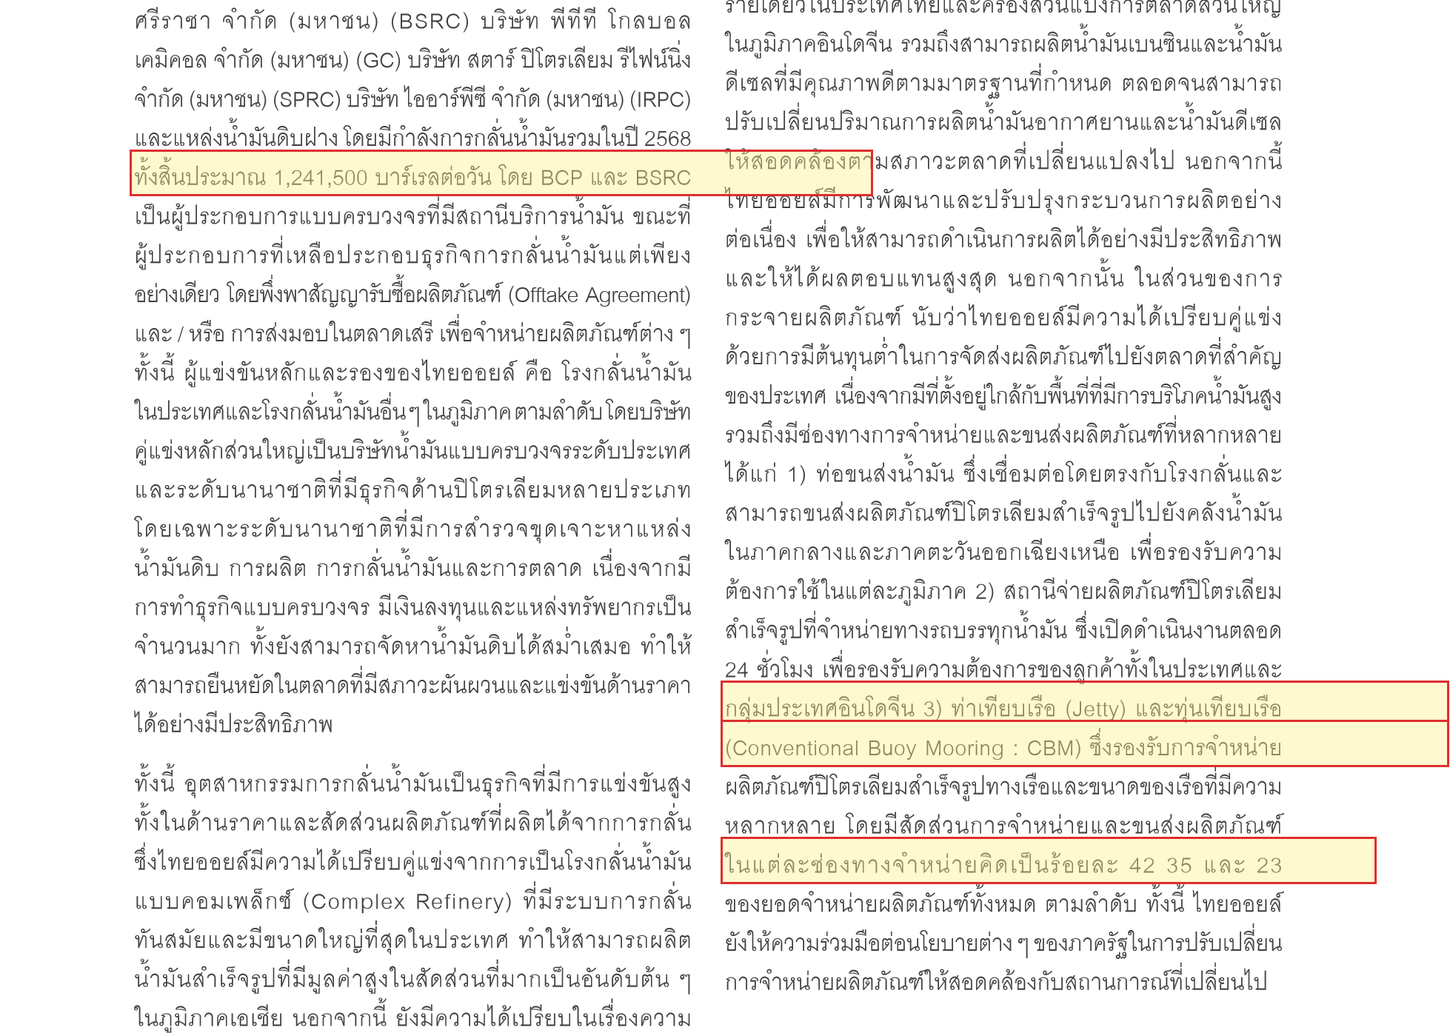 ศรีราชา จำกัด (มหาชน) (BSRC) บริษัท พีทีที โกลบอล
เคมิคอล จำกัด (มหาชน) (GC) บริษัท สตาร์ ปิโตรเลียม รีไฟน์นิ่ง
จำกัด (มหาชน) (SPRC) บริษัท ไออาร์พีซี จำกัด (มหาชน) (IRPC)
และแหล่งน้ำมันดิบฝาง โดยมีกำลังการกลั่นน้ำมันรวมในปี 2568
ทั้งสิ้นประมาณ 1,241,500 บาร์เรลต่อวัน โดย BCP และ BSRC
เป็นผู้ประกอบการแบบครบวงจรที่มีสถานีบริการน้ำมัน ขณะที่
ผู้ประกอบการที่เหลือประกอบธุรกิจการกลั่นน้ำมันแต่เพียง
อย่างเดียว โดยพึ่งพาสัญญารับซื้อผลิตภัณฑ์ (Offtake Agreement)
และ / หรือ การส่งมอบในตลาดเสรี เพื่อจำหน่ายผลิตภัณฑ์ต่าง ๆ
ทั้งนี้ ผู้แข่งขันหลักและรองของไทยออยล์ คือ โรงกลั่นน้ำมัน
ในประเทศและโรงกลั่นน้ำมันอื่น ๆ ในภูมิภาค ตามลำดับ โดยบริษัท
คู่แข่งหลักส่วนใหญ่เป็นบริษัทน้ำมันแบบครบวงจรระดับประเทศ
และระดับนานาชาติที่มีธุรกิจด้านปิโตรเลียมหลายประเภท
โดยเฉพาะระดับนานาชาติที่มีการสำรวจขุดเจาะหาแหล่ง
น้ำมันดิบ การผลิต การกลั่นน้ำมันและการตลาด เนื่องจากมี
การทำธุรกิจแบบครบวงจร มีเงินลงทุนและแหล่งทรัพยากรเป็น
จำนวนมาก ทั้งยังสามารถจัดหาน้ำมันดิบได้สม่ำเสมอ ทำให้
สามารถยืนหยัดในตลาดที่มีสภาวะผันผวนและแข่งขันด้านราคา
ได้อย่างมีประสิทธิภาพ
ทั้งนี้ อุตสาหกรรมการกลั่นน้ำมันเป็นธุรกิจที่มีการแข่งขันสูง
ทั้งในด้านราคาและสัดส่วนผลิตภัณฑ์ที่ผลิตได้จากการกลั่น
ซึ่งไทยออยล์มีความได้เปรียบคู่แข่งจากการเป็นโรงกลั่นน้ำมัน
แบบคอมเพล็กซ์ (Complex Refinery) ที่มีระบบการกลั่น
ทันสมัยและมีขนาดใหญ่ที่สุดในประเทศ ทำให้สามารถผลิต
น้ำมันสำเร็จรูปที่มีมูลค่าสูงในสัดส่วนที่มากเป็นอันดับต้น ๆ
ในภูมิภาคเอเชีย นอกจากนี้ ยังมีความได้เปรียบในเรื่องความ
รายเดียวในประเทศไทยและครองส่วนแบ่งการตลาดส่วนใหญ่
ในภูมิภาคอินโดจีน รวมถึงสามารถผลิตน้ำมันเบนซินและน้ำมัน
ดีเซลที่มีคุณภาพดีตามมาตรฐานที่กำหนด ตลอดจนสามารถ
ปรับเปลี่ยนปริมาณการผลิตน้ำมันอากาศยานและน้ำมันดีเซล
ให้สอดคล้องตามสภาวะตลาดที่เปลี่ยนแปลงไป นอกจากนี้
ไทยออยล์มีการพัฒนาและปรับปรุงกระบวนการผลิตอย่าง
ต่อเนื่อง เพื่อให้สามารถดำเนินการผลิตได้อย่างมีประสิทธิภาพ
และให้ได้ผลตอบแทนสูงสุด นอกจากนั้น ในส่วนของการ
กระจายผลิตภัณฑ์ นับว่าไทยออยล์มีความได้เปรียบคู่แข่ง
ด้วยการมีต้นทุนต่ำในการจัดส่งผลิตภัณฑ์ไปยังตลาดที่สำคัญ
ของประเทศ เนื่องจากมีที่ตั้งอยู่ใกล้กับพื้นที่ที่มีการบริโภคน้ำมันสูง
รวมถึงมีช่องทางการจำหน่ายและขนส่งผลิตภัณฑ์ที่หลากหลาย
ได้แก่ 1) ท่อขนส่งน้ำมัน ซึ่งเชื่อมต่อโดยตรงกับโรงกลั่นและ
สามารถขนส่งผลิตภัณฑ์ปิโตรเลียมสำเร็จรูปไปยังคลังน้ำมัน
ในภาคกลางและภาคตะวันออกเฉียงเหนือ เพื่อรองรับความ
ต้องการใช้ในแต่ละภูมิภาค 2) สถานีจ่ายผลิตภัณฑ์ปิโตรเลียม
สำเร็จรูปที่จำหน่ายทางรถบรรทุกน้ำมัน ซึ่งเปิดดำเนินงานตลอด
24 ชั่วโมง เพื่อรองรับความต้องการของลูกค้าทั้งในประเทศและ
กลุ่มประเทศอินโดจีน 3) ท่าเทียบเรือ (Jetty) และทุ่นเทียบเรือ
(Conventional Buoy Mooring : CBM) ซึ่งรองรับการจำหน่าย
ผลิตภัณฑ์ปิโตรเลียมสำเร็จรูปทางเรือและขนาดของเรือที่มีความ
หลากหลาย โดยมีสัดส่วนการจำหน่ายและขนส่งผลิตภัณฑ์
ในแต่ละช่องทางจำหน่ายคิดเป็นร้อยละ 42 35 และ 23
ของยอดจำหน่ายผลิตภัณฑ์ทั้งหมด ตามลำดับ ทั้งนี้ ไทยออยล์
ยังให้ความร่วมมือต่อนโยบายต่าง ๆ ของภาครัฐในการปรับเปลี่ยน
การจำหน่ายผลิตภัณฑ์ให้สอดคล้องกับสถานการณ์ที่เปลี่ยนไป